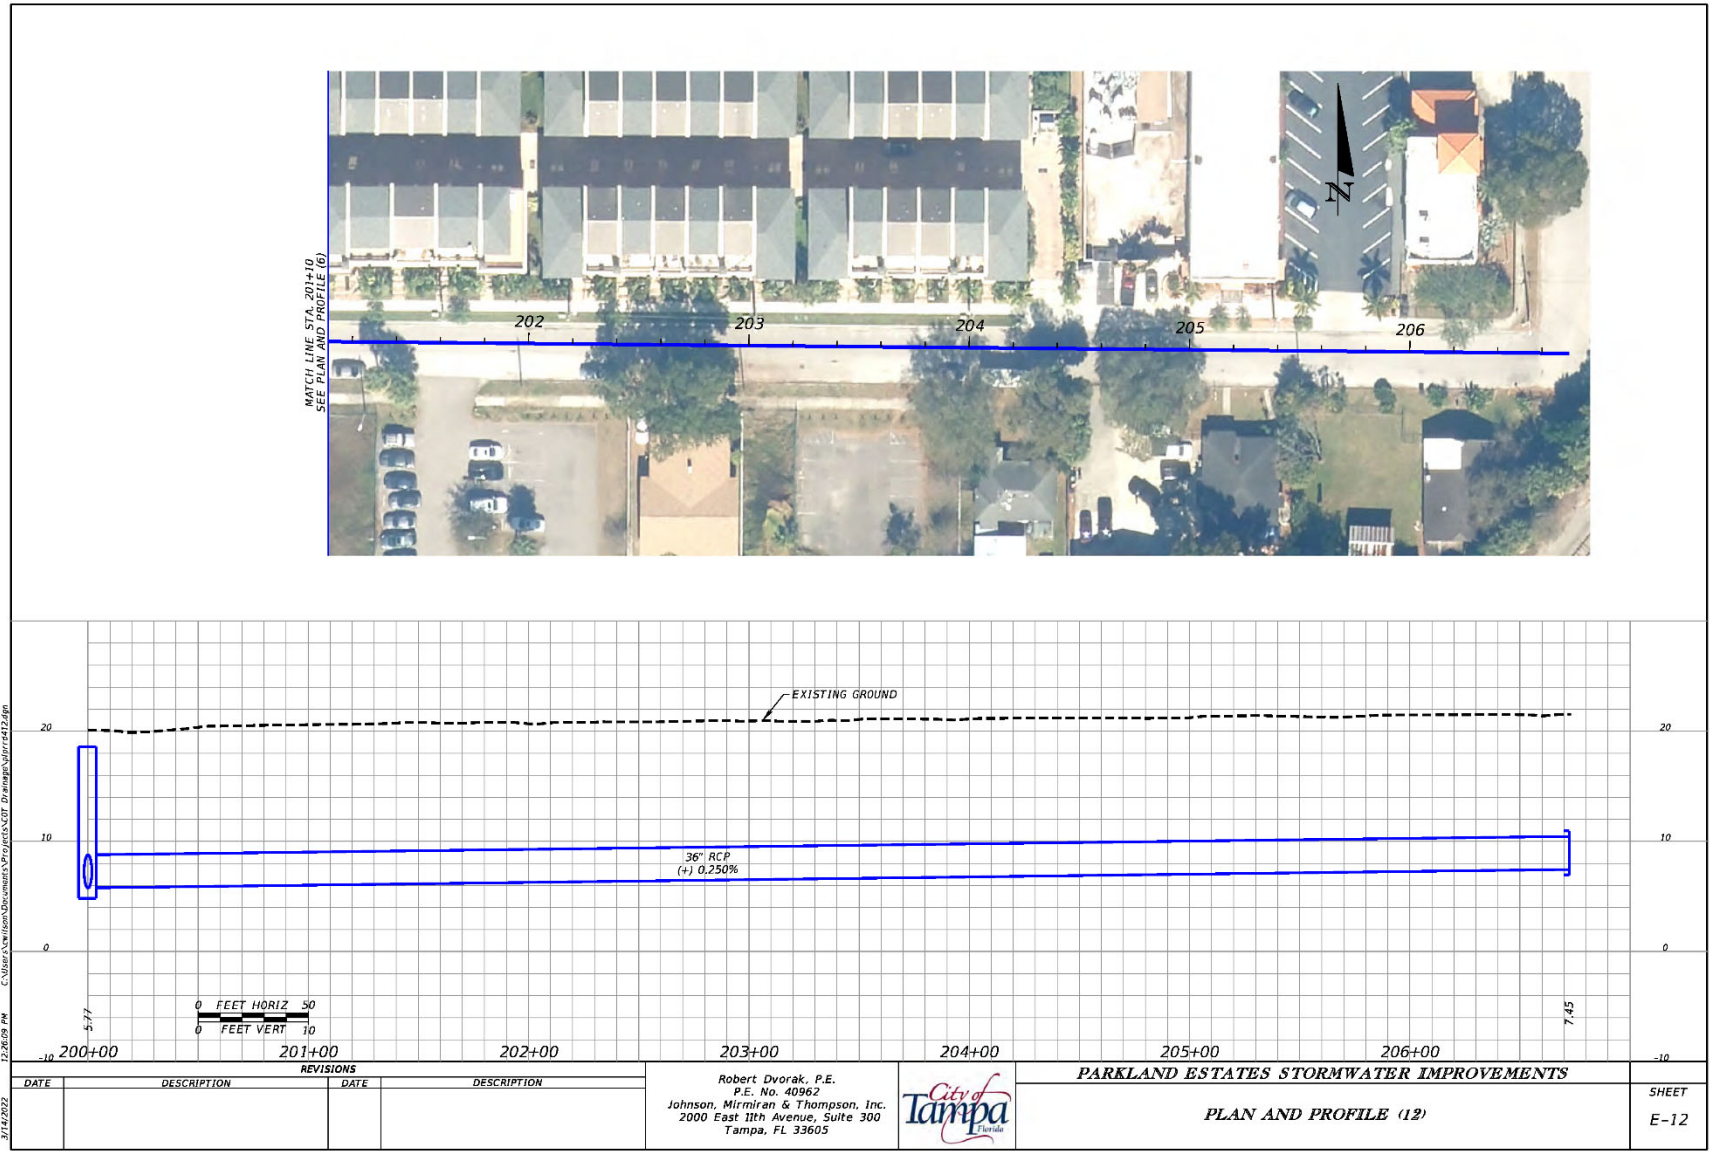 MATCH LINE STA. 201+10
SEE PLAN AND PROFILE (6)
202
203
204
205
206
N
EXISTING GROUND
20
20
10
10
36" RCP
(+) 0.250%
0
0
0 FEET HORIZ 50
0 FEET VERT 10
5.77
7.45
-10
-10
200+00
201+00
202+00
203+00
204+00
205+00
206+00
3/14/2022
12:26:09 PM
REVISIONS
DATE
DESCRIPTION
DATE
DESCRIPTION
Robert Dvorak, P.E.
P.E. No. 40962
Johnson, Mirmiran & Thompson, Inc.
2000 East 11th Avenue, Suite 300
Tampa, FL 33605
City of
Tampa
Florida
PARKLAND ESTATES STORMWATER IMPROVEMENTS
PLAN AND PROFILE (12)
SHEET
E-12